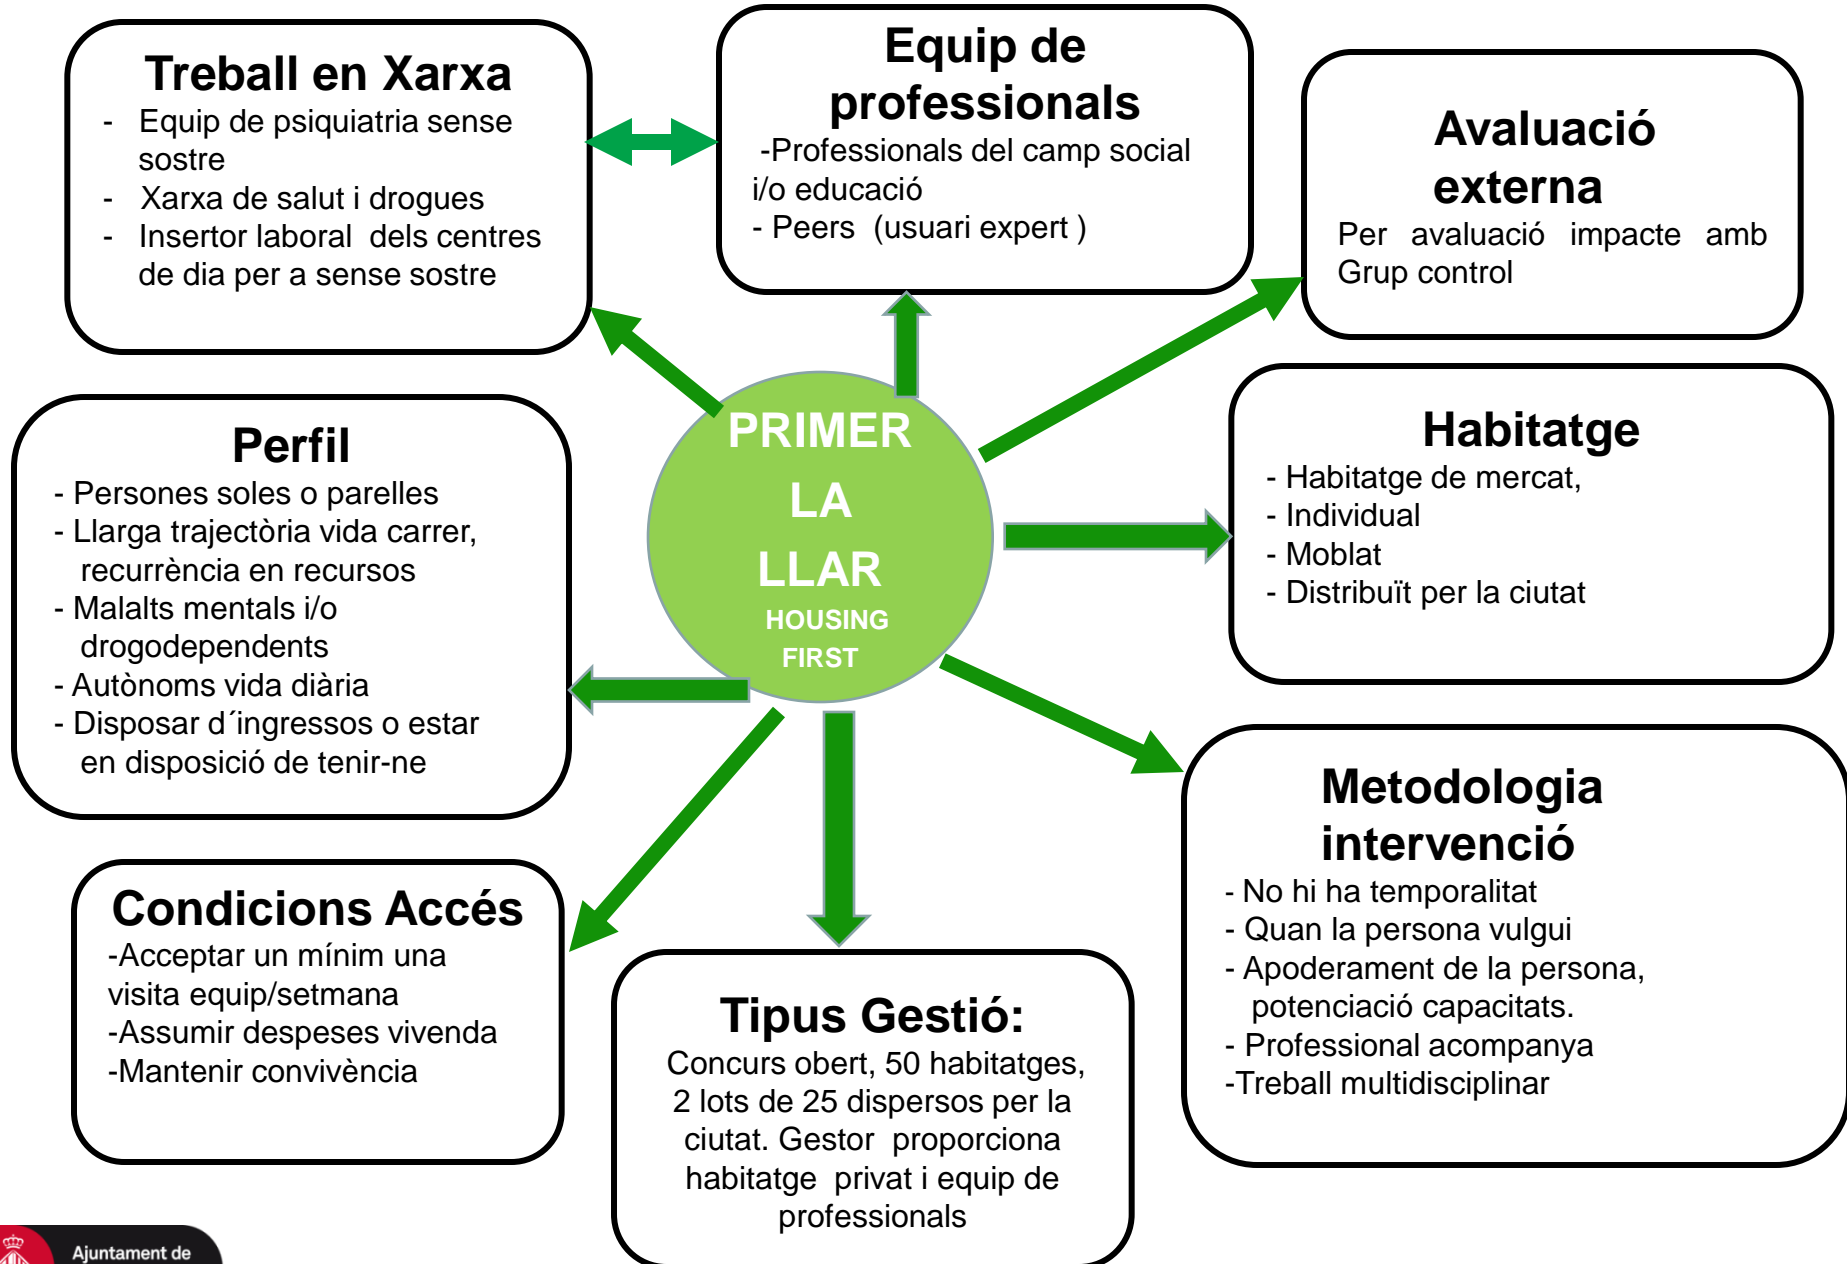 Treball en Xarxa
- Equip de psiquiatria sense
sostre
- Xarxa de salut i drogues
- Insertor laboral dels centres
de dia per a sense sostre
Equip de
professionals
-Professionals del camp social
i/o educació
- Peers (usuari expert )
Avaluació
externa
Per avaluació impacte amb
Grup control
Perfil
- Persones soles o parelles
- Llarga trajectòria vida carrer,
recurrència en recursos
- Malalts mentals i/o
drogodependents
- Autònoms vida diària
- Disposar d´ingressos o estar
en disposició de tenir-ne
PRIMER
LA
LLAR
HOUSING
FIRST
Habitatge
- Habitatge de mercat,
- Individual
- Moblat
- Distribuït per la ciutat
Condicions Accés
-Acceptar un mínim una
visita equip/setmana
-Assumir despeses vivenda
-Mantenir convivència
Tipus Gestió:
Concurs obert, 50 habitatges,
2 lots de 25 dispersos per la
ciutat. Gestor proporciona
habitatge privat i equip de
professionals
Metodologia
intervenció
- No hi ha temporalitat
- Quan la persona vulgui
- Apoderament de la persona,
potenciació capacitats.
- Professional acompanya
-Treball multidisciplinar
Ajuntament de